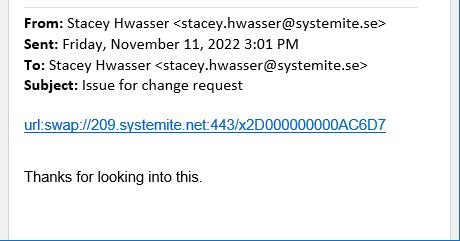 From: Stacey Hwasser <stacey.hwasser@systemite.se>
Sent: Friday, November 11, 2022 3:01 PM
To: Stacey Hwasser <stacey.hwasser@systemite.se>
Subject: Issue for change request
url:swap://209.systemite.net:443/x2D000000000AC6D7
Thanks for looking into this.